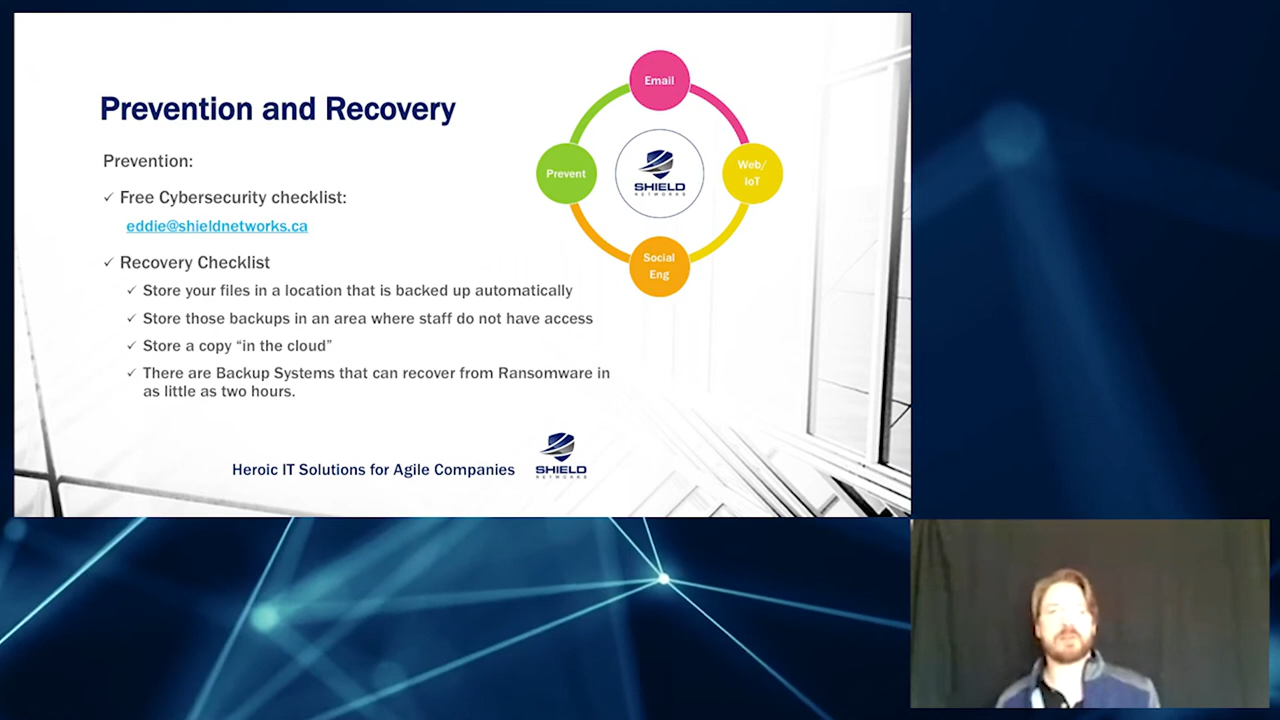 Prevention and Recovery
Prevention:
✓ Free Cybersecurity checklist:
eddie@shieldnetworks.ca
✓ Recovery Checklist
✓ Store your files in a location that is backed up automatically
✓ Store those backups in an area where staff do not have access
✓ Store a copy “in the cloud”
✓ There are Backup Systems that can recover from Ransomware in
as little as two hours.
Email
Prevent
SHIELD
NETWORKS
Web/
IoT
Social
Eng
Heroic IT Solutions for Agile Companies
SHIELD
NETWORKS